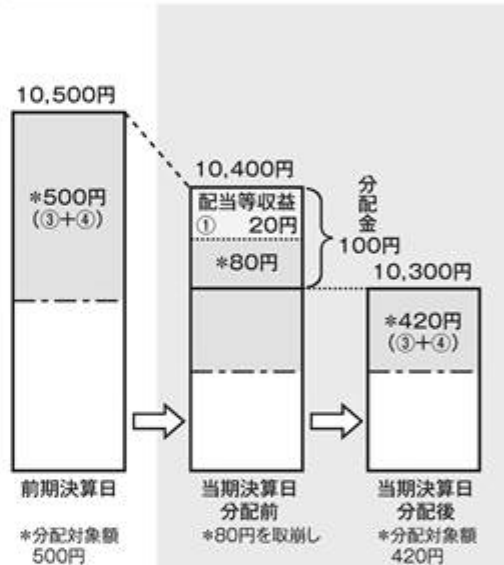 10,500円
*500円
(③+④)
前期決算日
*分配対象額
500円
10,400円
配当等収益
① 20円
*80円
分配金
100円
当期決算日
分配前
*80円を取崩し
10,300円
*420円
(③+④)
当期決算日
分配後
*分配対象額
420円